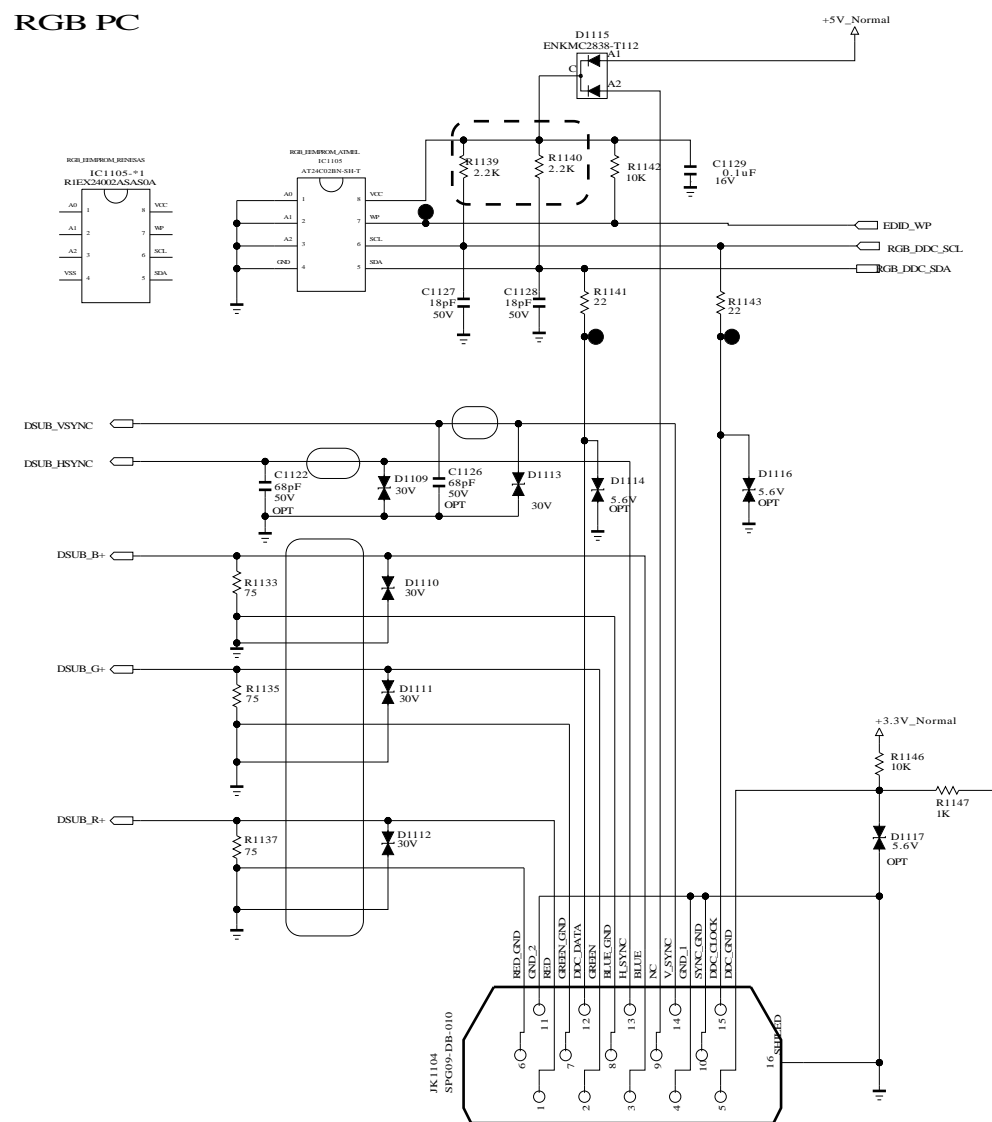 RGB PC
+5V_Normal
D1115
ENKMC2838-T112
A1
C
A2
RGB_EEMPROM_RENESAS
IC1105-*1
R1EX24002ASAS0A
A0
1
8
VCC
A1
2
7
WP
A2
3
6
SCL
VSS
4
5
SDA
RGB_EEMPROM_ATMEL
IC1105
AT24C02BN-SH-T
A0
1
8
VCC
A1
2
7
WP
A2
3
6
SCL
GND
4
5
SDA
R1139
2.2K
R1140
2.2K
R1142
10K
C1129
0.1uF
16V
EDID_WP
RGB_DDC_SCL
RGB_DDC_SDA
C1127
18pF
50V
C1128
18pF
50V
R1141
22
R1143
22
DSUB_VSYNC
DSUB_HSYNC
C1122
68pF
50V
OPT
D1109
30V
C1126
68pF
50V
OPT
D1113
30V
D1114
5.6V
OPT
D1116
5.6V
OPT
DSUB_B+
R1133
75
D1110
30V
DSUB_G+
R1135
75
D1111
30V
DSUB_R+
R1137
75
D1112
30V
+3.3V_Normal
R1146
10K
R1147
1K
D1117
5.6V
OPT
RED_GND
GND_2
RED
GREEN_GND
DDC_DATA
GREEN
BLUE_GND
H_SYNC
BLUE
NC
V_SYNC
GND_1
SYNC_GND
DDC_CLOCK
DDC_GND
JK1104
SPG09-DB-010
11
12
13
14
15
6
7
8
9
10
16
SHILED
1
2
3
4
5